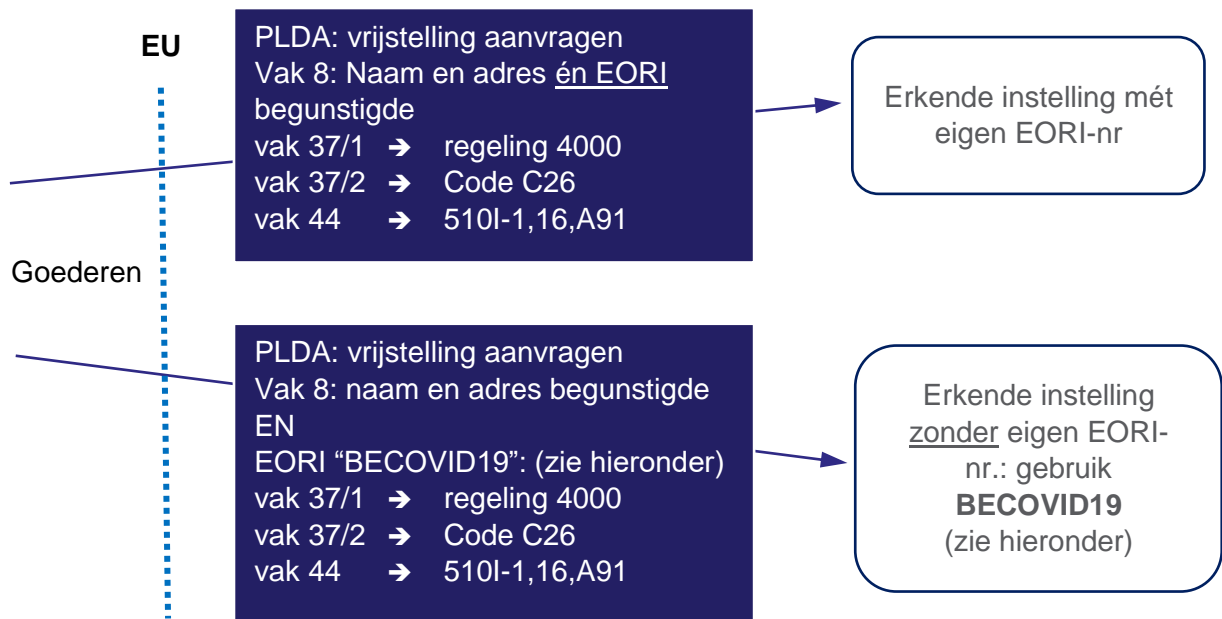 EU
PLDA: vrijstelling aanvragen
Vak 8: Naam en adres én EORI
begunstigde
vak 37/1 ➔ regeling 4000
vak 37/2 ➔ Code C26
vak 44 ➔ 510I-1,16,A91
Erkende instelling mét
eigen EORI-nr
Goederen
PLDA: vrijstelling aanvragen
Vak 8: naam en adres begunstigde
EN
EORI “BECOVID19”: (zie hieronder)
vak 37/1 ➔ regeling 4000
vak 37/2 ➔ Code C26
vak 44 ➔ 510I-1,16,A91
Erkende instelling
zonder eigen EORI-
nr.: gebruik
BECOVID19
(zie hieronder)